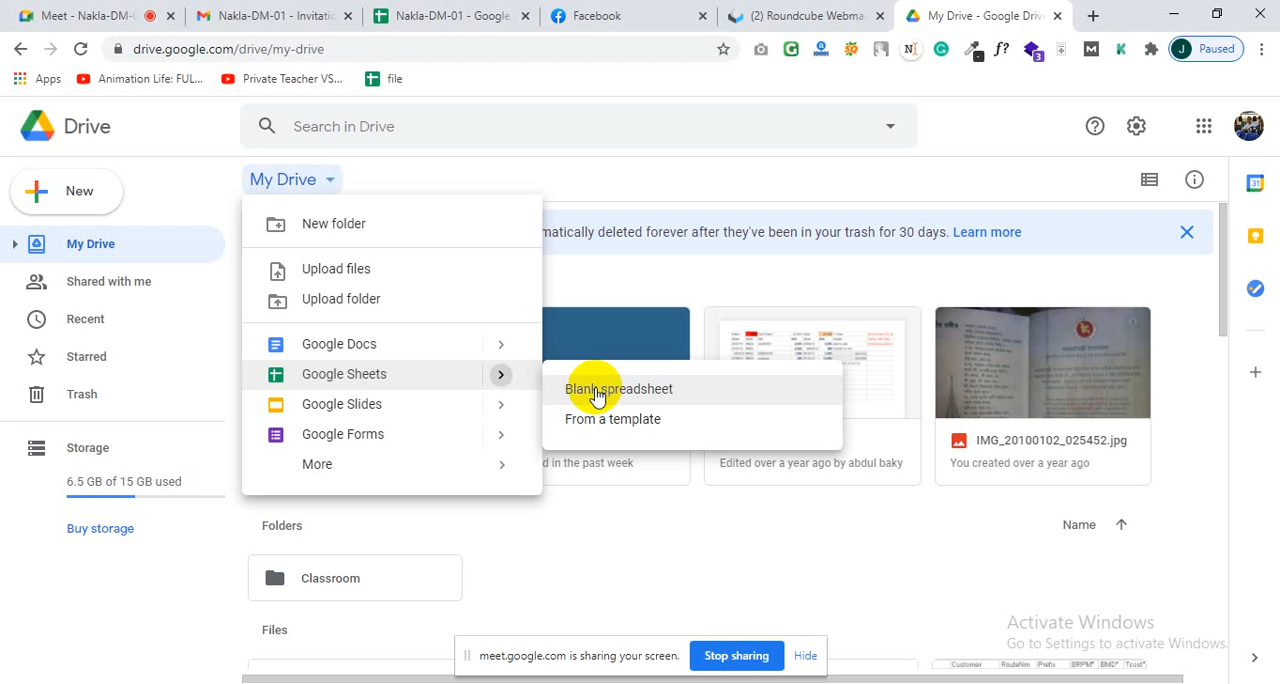 Meet - Nakla-DM-0
Nakla-DM-01 - Invitatio
Nakla-DM-01 - Google
Facebook
(2) Roundcube Webma
My Drive - Google Driv
drive.google.com/drive/my-drive
Paused
Apps
Animation Life: FUL...
Private Teacher VS...
file
Drive
Search in Drive
New
My Drive
Shared with me
Recent
Starred
Trash
Storage
6.5 GB of 15 GB used
Buy storage
My Drive
New folder
Upload files
Upload folder
Google Docs
Google Sheets
Google Slides
Google Forms
More
Blank spreadsheet
From a template
matically deleted forever after they've been in your trash for 30 days. Learn more
d in the past week
Edited over a year ago by abdul baky
IMG_20100102_025452.jpg
You created over a year ago
Folders
Name
Classroom
Files
Activate Windows
Go to Settings to activate Windows.
meet.google.com is sharing your screen.
Stop sharing
Hide
Customer RouteNm Prefix